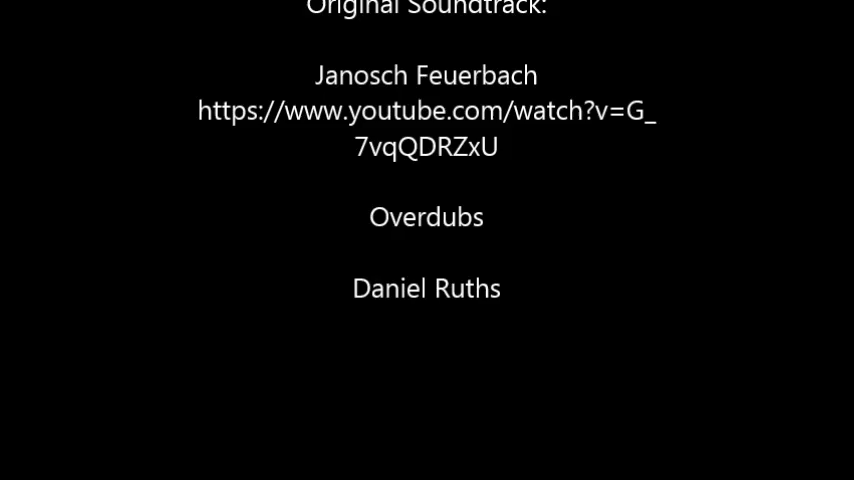 Original Soundtrack:
Janosch Feuerbach
https://www.youtube.com/watch?v=G_
7vqQDRZxU
Overdubs
Daniel Ruths